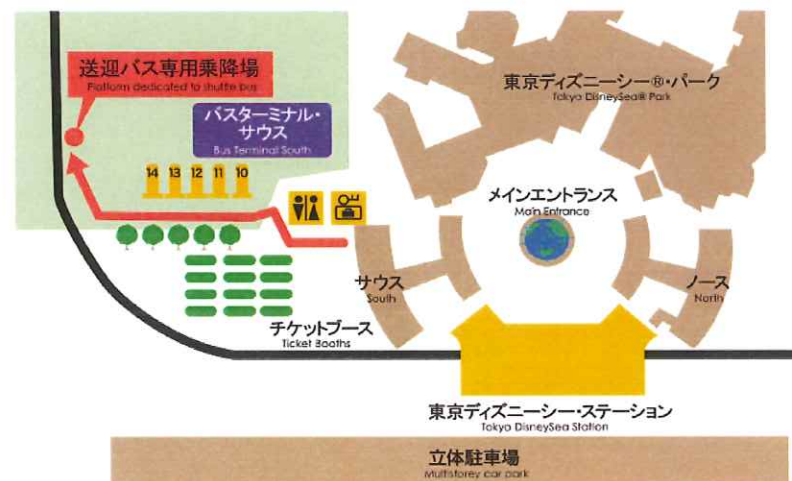 送迎バス専用乗降場
Platform dedicated to shuttle bus
バスターミナル・
サウス
Bus Terminal South
14 13 12 11 10
東京ディズニーシー®・パーク
Tokyo DisneySea® Park
メインエントランス
Main Entrance
サウス
South
ノース
North
チケットブース
Ticket Booths
東京ディズニーシー・ステーション
Tokyo DisneySea Station
立体駐車場
Multistorey car park